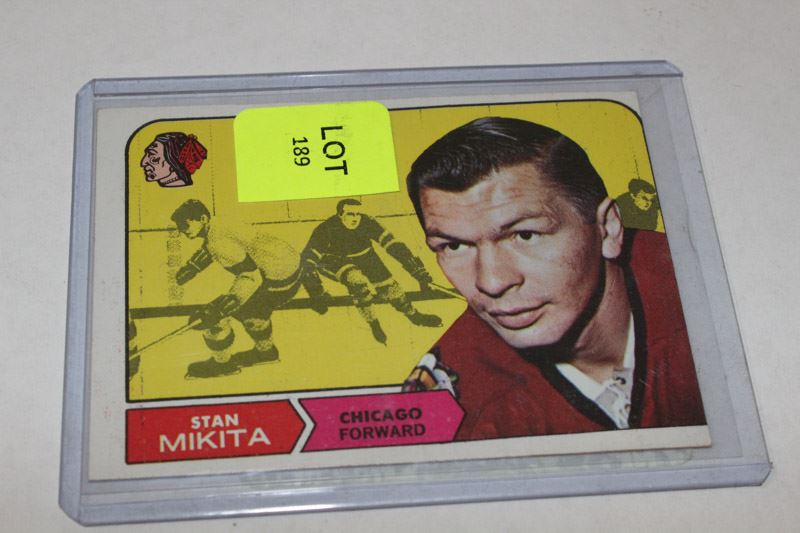 LOT
189
STAN
MIKITA
CHICAGO
FORWARD